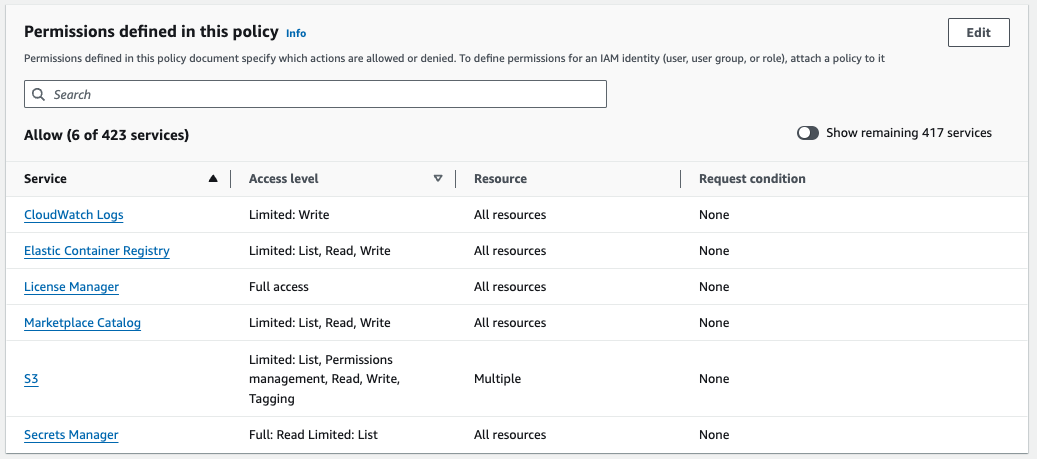 Permissions defined in this policy Info
Edit
Permissions defined in this policy document specify which actions are allowed or denied. To define permissions for an IAM identity (user, user group, or role), attach a policy to it
Search
Allow (6 of 423 services)
Show remaining 417 services
Service Access level Resource Request condition
CloudWatch Logs Limited: Write All resources None
Elastic Container Registry Limited: List, Read, Write All resources None
License Manager Full access All resources None
Marketplace Catalog Limited: List, Read, Write All resources None
S3 Limited: List, Permissions management, Read, Write, Tagging Multiple None
Secrets Manager Full: Read Limited: List All resources None